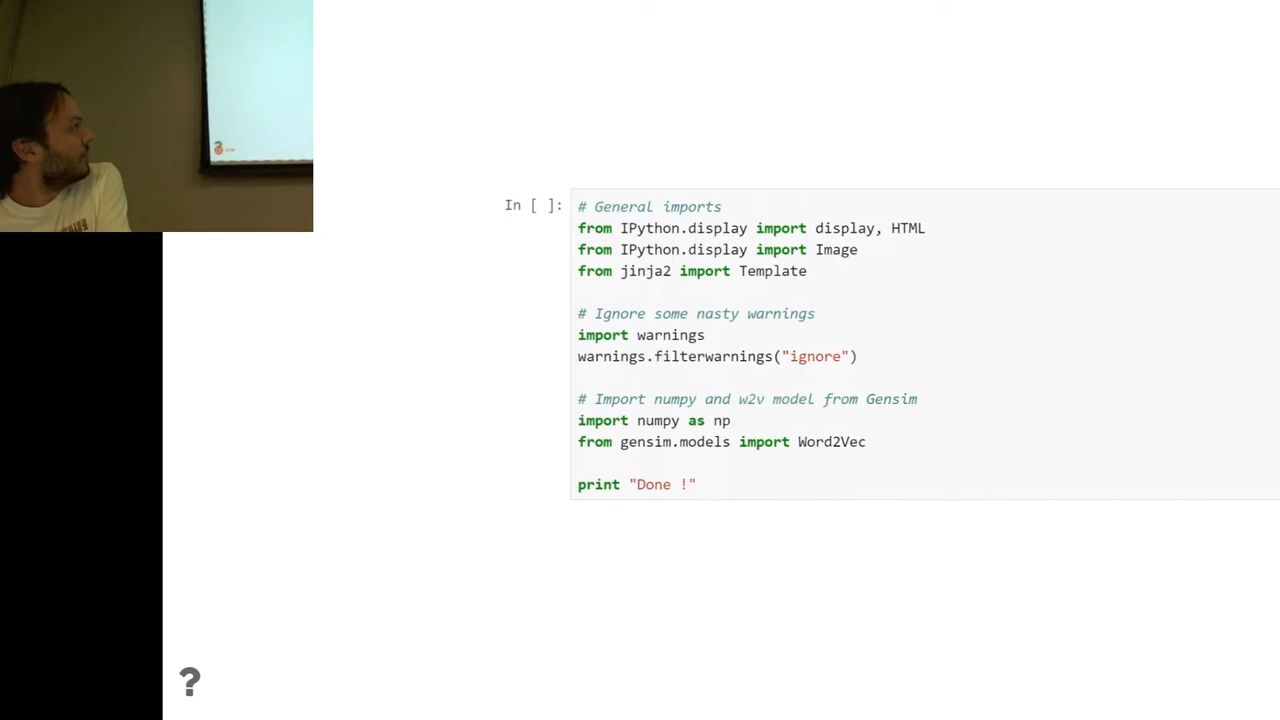 In [ ]:
# General imports
from IPython.display import display, HTML
from IPython.display import Image
from jinja2 import Template
# Ignore some nasty warnings
import warnings
warnings.filterwarnings("ignore")
# Import numpy and w2v model from Gensim
import numpy as np
from gensim.models import Word2Vec
print "Done !"
?